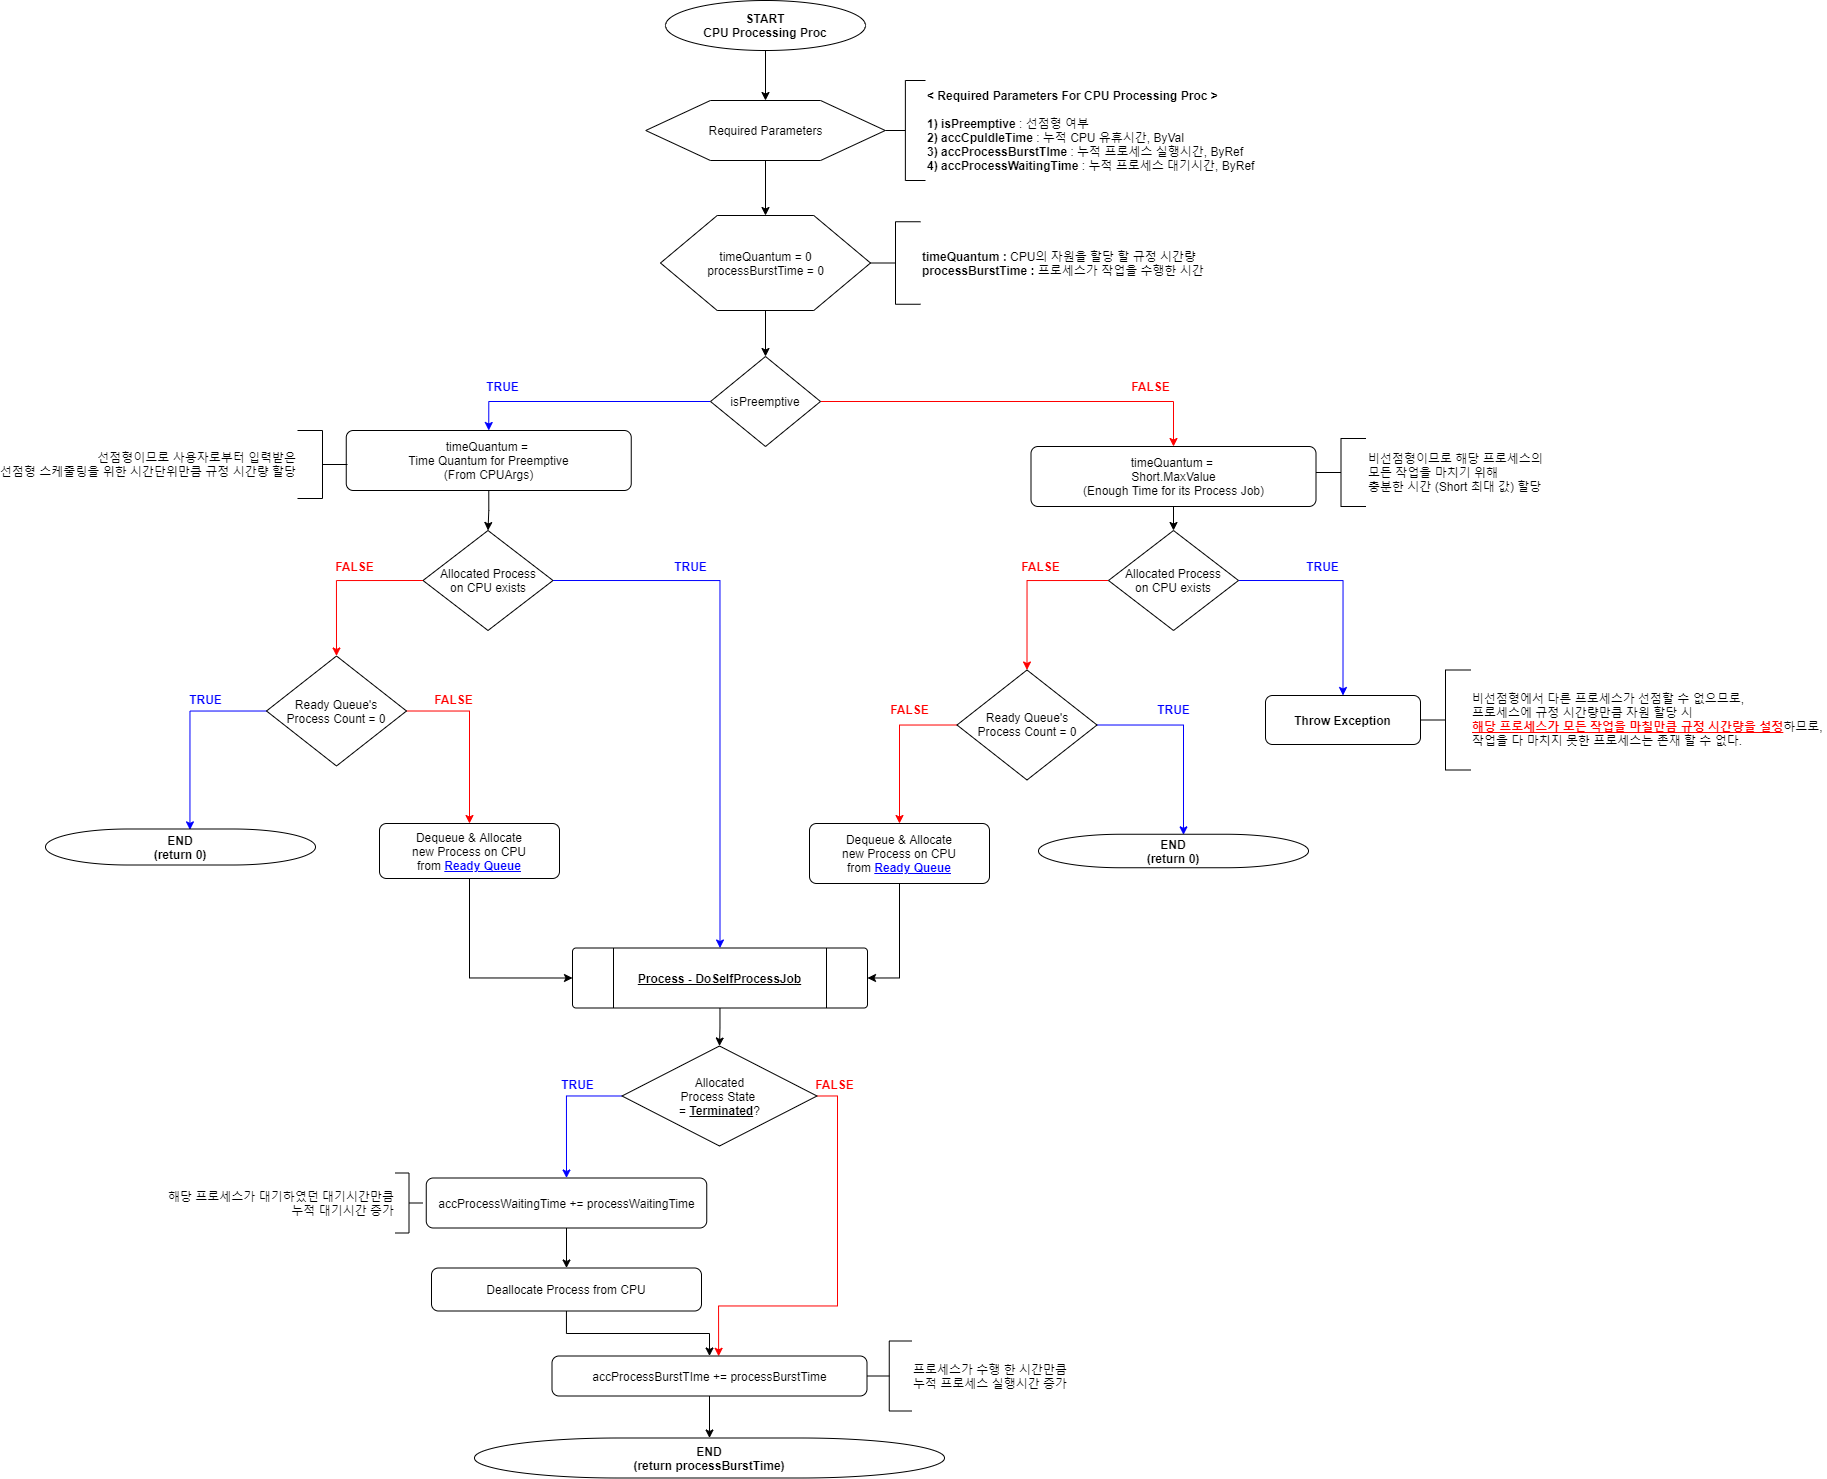 START
CPU Processing Proc
Required Parameters
< Required Parameters For CPU Processing Proc >
1) isPreemptive : 선점형 여부
2) accCpuIdleTime : 누적 CPU 유휴시간, ByVal
3) accProcessBurstTIme : 누적 프로세스 실행시간, ByRef
4) accProcessWaitingTime : 누적 프로세스 대기시간, ByRef
timeQuantum = 0
processBurstTime = 0
timeQuantum : CPU의 자원을 할당 할 규정 시간량
processBurstTime : 프로세스가 작업을 수행한 시간
isPreemptive
TRUE
FALSE
선점형이므로 사용자로부터 입력받은
선점형 스케줄링을 위한 시간단위만큼 규정 시간량 할당
timeQuantum =
Time Quantum for Preemptive
(From CPUArgs)
timeQuantum =
Short.MaxValue
(Enough Time for its Process Job)
비선점형이므로 해당 프로세스의
모든 작업을 마치기 위해
충분한 시간 (Short 최대 값) 할당
FALSE
Allocated Process
on CPU exists
TRUE
FALSE
Allocated Process
on CPU exists
TRUE
TRUE
Ready Queue's
Process Count = 0
FALSE
FALSE
Ready Queue's
Process Count = 0
TRUE
Throw Exception
비선점형에서 다른 프로세스가 선점할 수 없으므로,
프로세스에 규정 시간량만큼 자원 할당 시
해당 프로세스가 모든 작업을 마칠만큼 규정 시간량을 설정하므로,
작업을 다 마치지 못한 프로세스는 존재 할 수 없다.
END
(return 0)
Dequeue & Allocate
new Process on CPU
from Ready Queue
Dequeue & Allocate
new Process on CPU
from Ready Queue
END
(return 0)
Process - DoSelfProcessJob
TRUE
Allocated
Process State
= Terminated?
FALSE
해당 프로세스가 대기하였던 대기시간만큼
누적 대기시간 증가
accProcessWaitingTime += processWaitingTime
Deallocate Process from CPU
accProcessBurstTIme += processBurstTime
프로세스가 수행 한 시간만큼
누적 프로세스 실행시간 증가
END
(return processBurstTime)